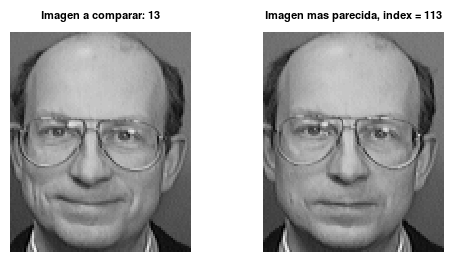 Imagen a comparar: 13
Imagen mas parecida, index = 113